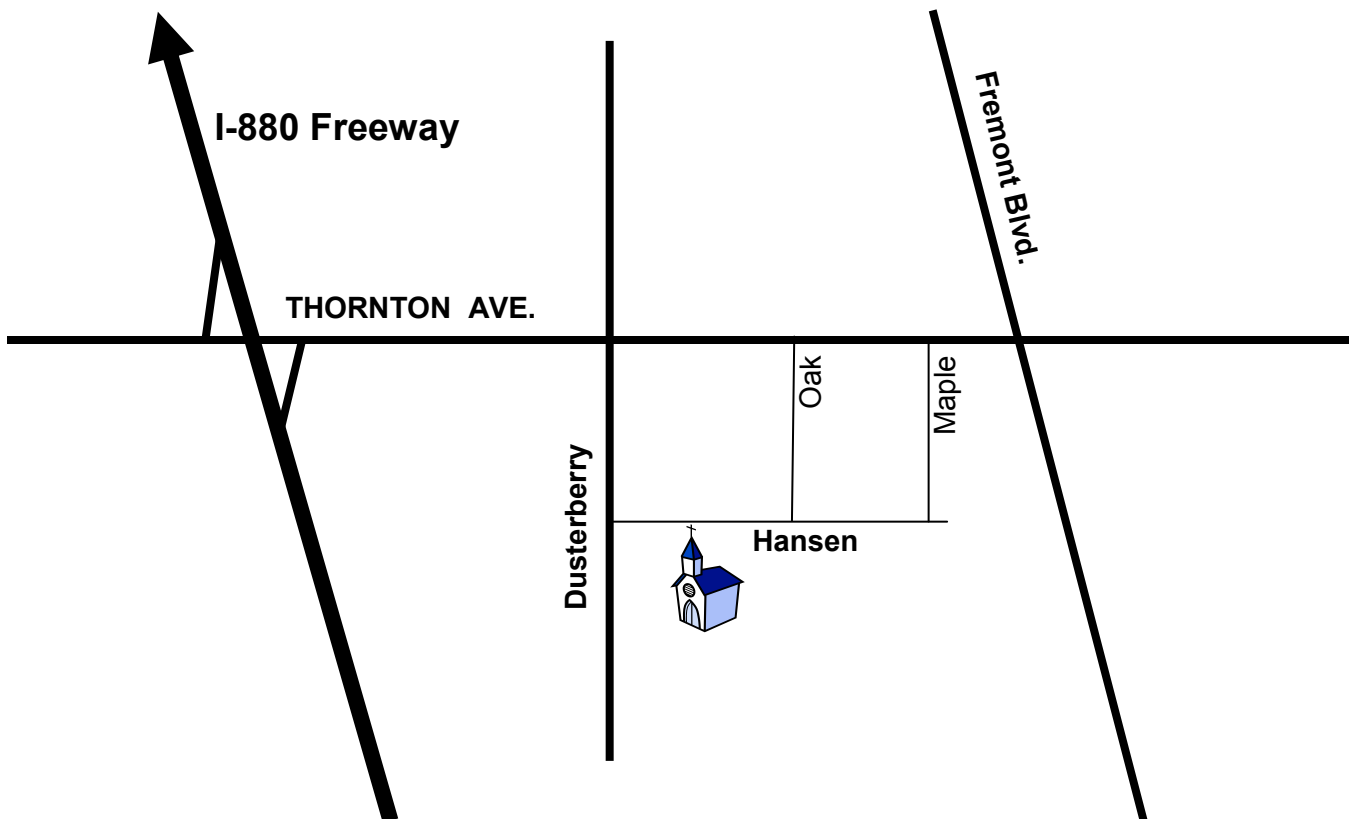 I-880 Freeway
Fremont Blvd.
THORNTON AVE.
Oak
Maple
Dusterberry
Hansen